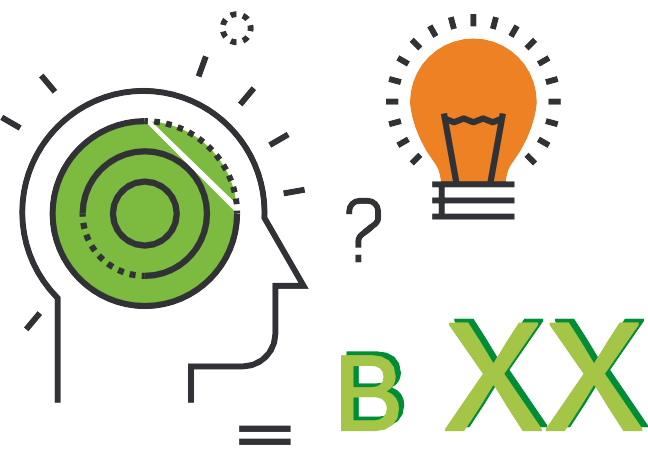 ?
В XX
=